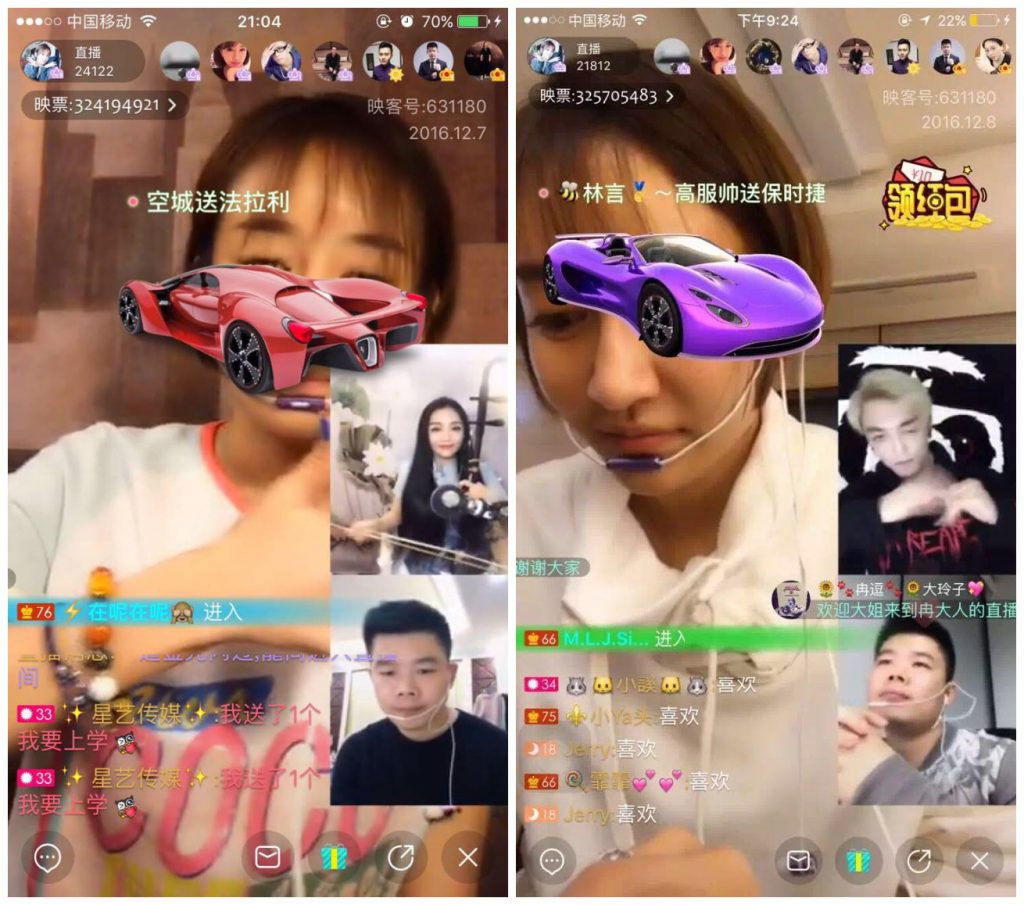 中国移动
21:04
70%
直播
24122
映票:324194921 >
映客号:631180
2016.12.7
空城送法拉利
76 在呢在呢 进入
间
33 星艺传媒 :我送了1个
我要上学
33 星艺传媒 :我送了1个
我要上学
COCO
中国移动
下午9:24
22%
直播
21812
映票:325705483 >
映客号:631180
2016.12.8
林言 ~高服帅送保时捷
领红包
谢谢大家
冉逗 大玲子
欢迎大姐来到冉大人的直播
66 M.L.J.Si... 进入
34 小談 :喜欢
75 小Ya头:喜欢
18 Jerry:喜欢
66 霏霏 :喜欢
18 Jerry:喜欢